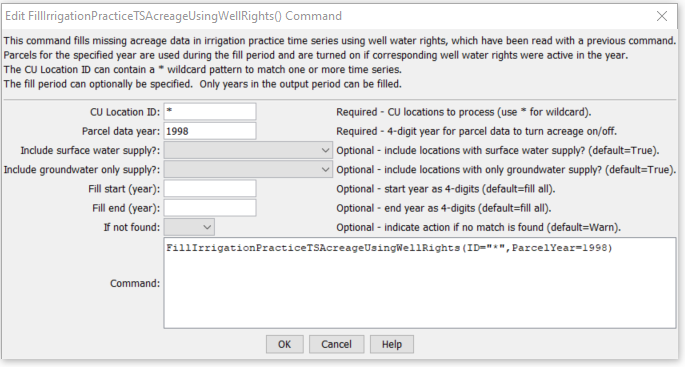 Edit FillIrrigationPracticeTSAcreageUsingWellRights() Command
This command fills missing acreage data in irrigation practice time series using well water rights, which have been read with a previous command.
Parcels for the specified year are used during the fill period and are turned on if corresponding well water rights were active in the year.
The CU Location ID can contain a * wildcard pattern to match one or more time series.
The fill period can optionally be specified.  Only years in the output period can be filled.
CU Location ID: * Required - CU locations to process (use * for wildcard).
Parcel data year: 1998 Required - 4-digit year for parcel data to turn acreage on/off.
Include surface water supply?: Optional - include locations with surface water supply? (default=True).
Include groundwater only supply?: Optional - include locations with only groundwater supply? (default=True).
Fill start (year): Optional - start year as 4-digits (default=fill all).
Fill end (year): Optional - end year as 4-digits (default=fill all).
If not found: Optional - indicate action if no match is found (default=Warn).
FillIrrigationPracticeTSAcreageUsingWellRights(ID="*",ParcelYear=1998)
Command:
OK Cancel Help